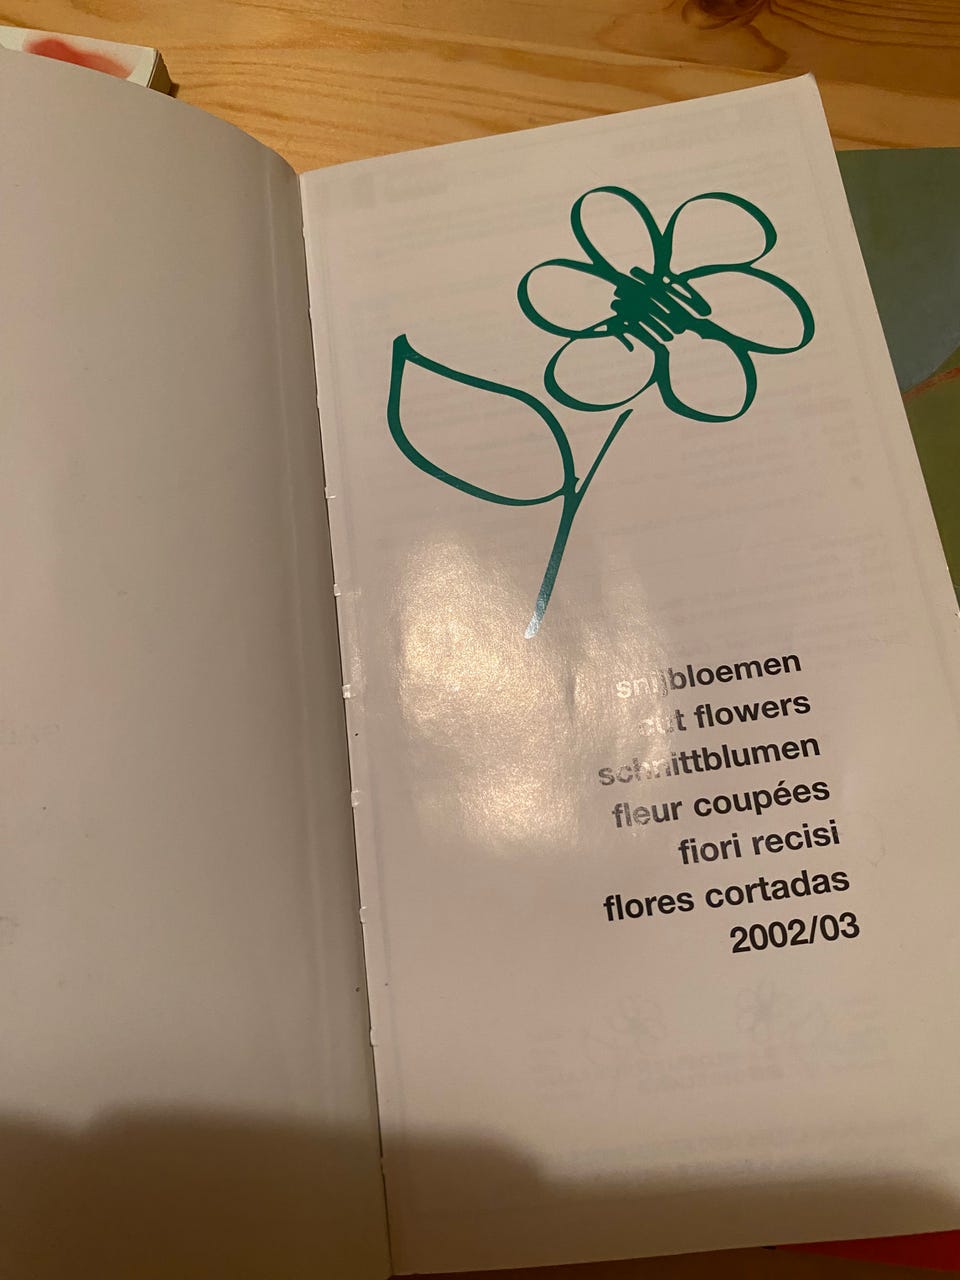 snijbloemen
cut flowers
schnittblumen
fleur coupées
fiori recisi
flores cortadas
2002/03